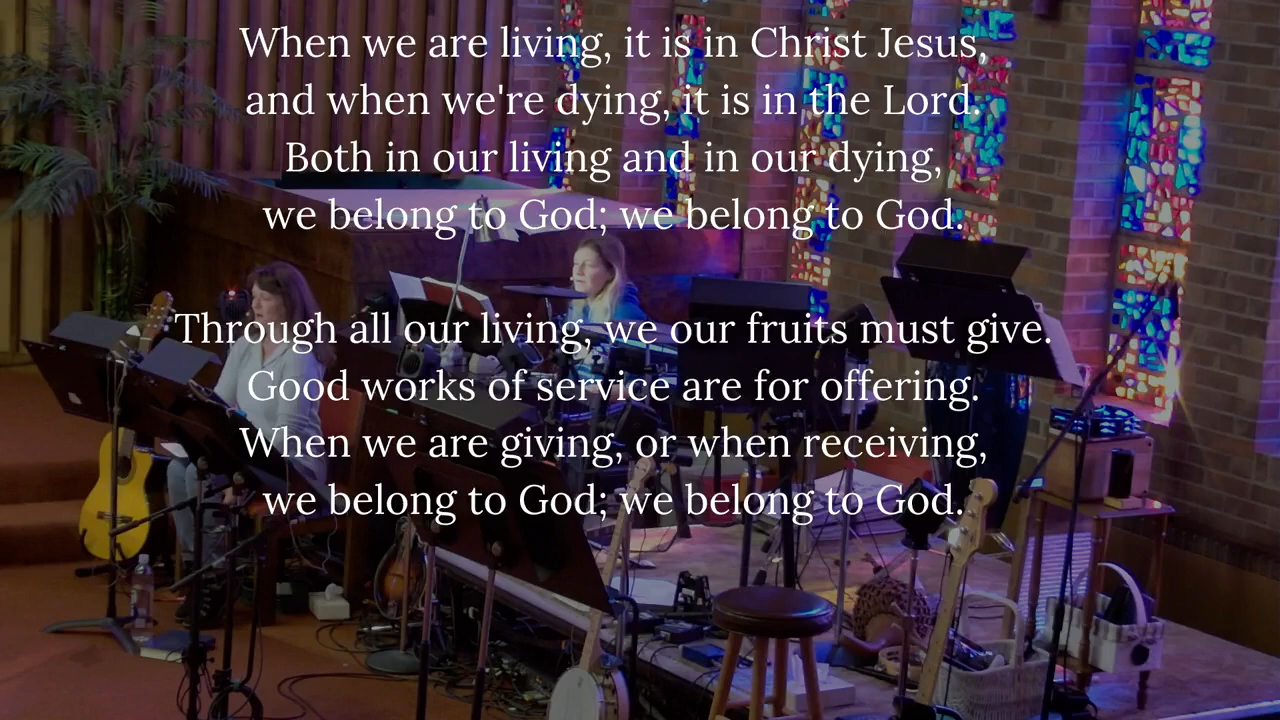 When we are living, it is in Christ Jesus,
and when we're dying, it is in the Lord.
Both in our living and in our dying,
we belong to God; we belong to God.
Through all our living, we our fruits must give.
Good works of service are for offering.
When we are giving, or when receiving,
we belong to God; we belong to God.